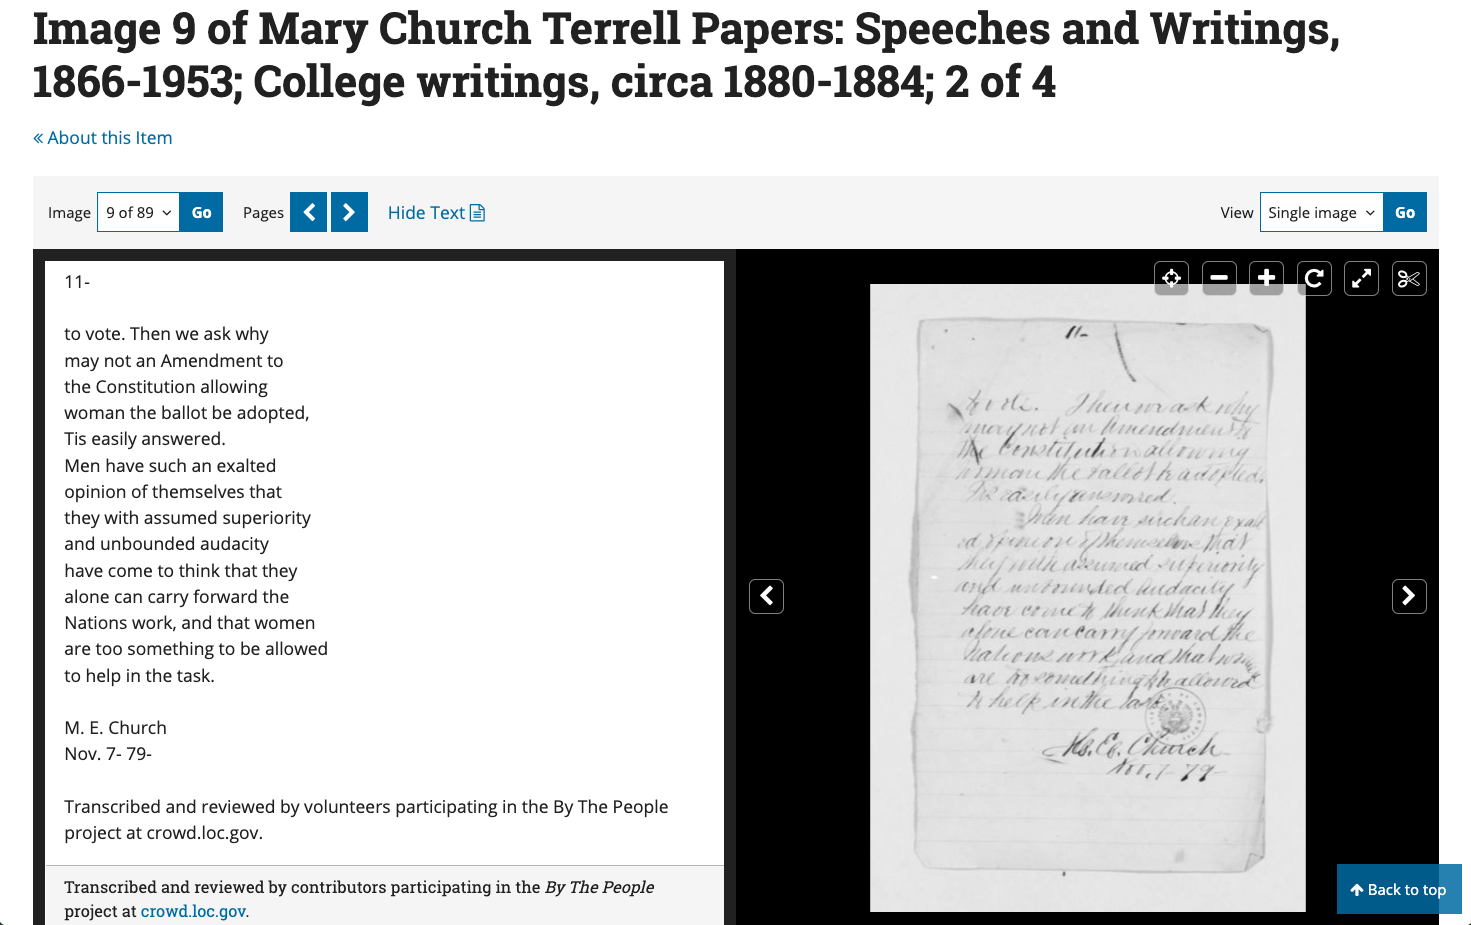 Image 9 of Mary Church Terrell Papers: Speeches and Writings,
1866-1953; College writings, circa 1880-1884; 2 of 4
« About this Item
Image 9 of 89 Go Pages Hide Text View Single image Go
11-
to vote. Then we ask why
may not an Amendment to
the Constitution allowing
woman the ballot be adopted,
Tis easily answered.
Men have such an exalted
opinion of themselves that
they with assumed superiority
and unbounded audacity
have come to think that they
alone can carry forward the
Nations work, and that women
are too something to be allowed
to help in the task.
M. E. Church
Nov. 7- 79-
Transcribed and reviewed by volunteers participating in the By The People
project at crowd.loc.gov.
Transcribed and reviewed by contributors participating in the By The People
project at crowd.loc.gov.
11-
to vote. Then we ask why
may not an Amendment to
the Constitution allowing
woman the ballot be adopted,
Tis easily answered.
Men have such an exalt
ed opinion of themselves that
they with assumed superiority
and unbounded audacity
have come to think that they
alone can carry forward the
Nations work, and that women
are too something to be allowed
to help in the task.
M. E. Church
Nov. 7- 79-
Back to top